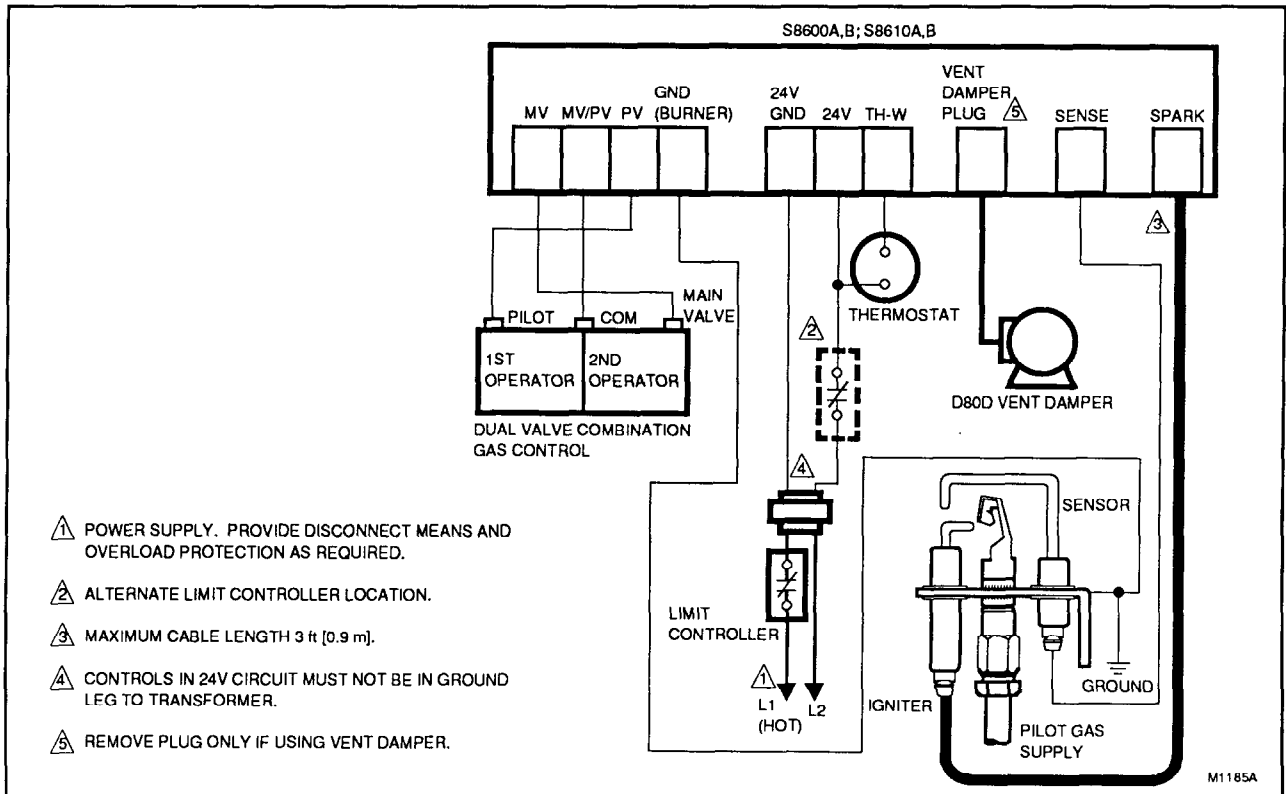 S8600A,B; S8610A,B
MV
MV/PV
PV
GND
(BURNER)
24V
GND
24V
TH-W
VENT
DAMPER
PLUG
5
SENSE
SPARK
3
PILOT
COM
MAIN
VALVE
1ST
OPERATOR
2ND
OPERATOR
DUAL VALVE COMBINATION
GAS CONTROL
THERMOSTAT
2
D80D VENT DAMPER
4
SENSOR
LIMIT
CONTROLLER
1
L1
(HOT)
L2
IGNITER
GROUND
PILOT GAS
SUPPLY
1 POWER SUPPLY. PROVIDE DISCONNECT MEANS AND
OVERLOAD PROTECTION AS REQUIRED.
2 ALTERNATE LIMIT CONTROLLER LOCATION.
3 MAXIMUM CABLE LENGTH 3 ft [0.9 m].
4 CONTROLS IN 24V CIRCUIT MUST NOT BE IN GROUND
LEG TO TRANSFORMER.
5 REMOVE PLUG ONLY IF USING VENT DAMPER.
M1185A